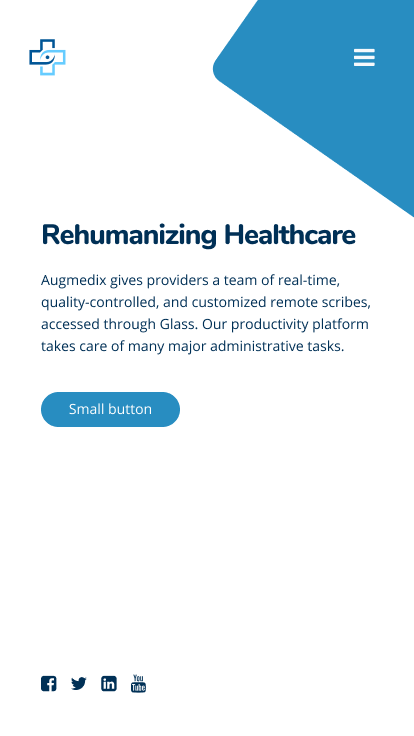 Rehumanizing Healthcare
Augmedix gives providers a team of real-time,
quality-controlled, and customized remote scribes,
accessed through Glass. Our productivity platform
takes care of many major administrative tasks.
Small button
in
You
Tube